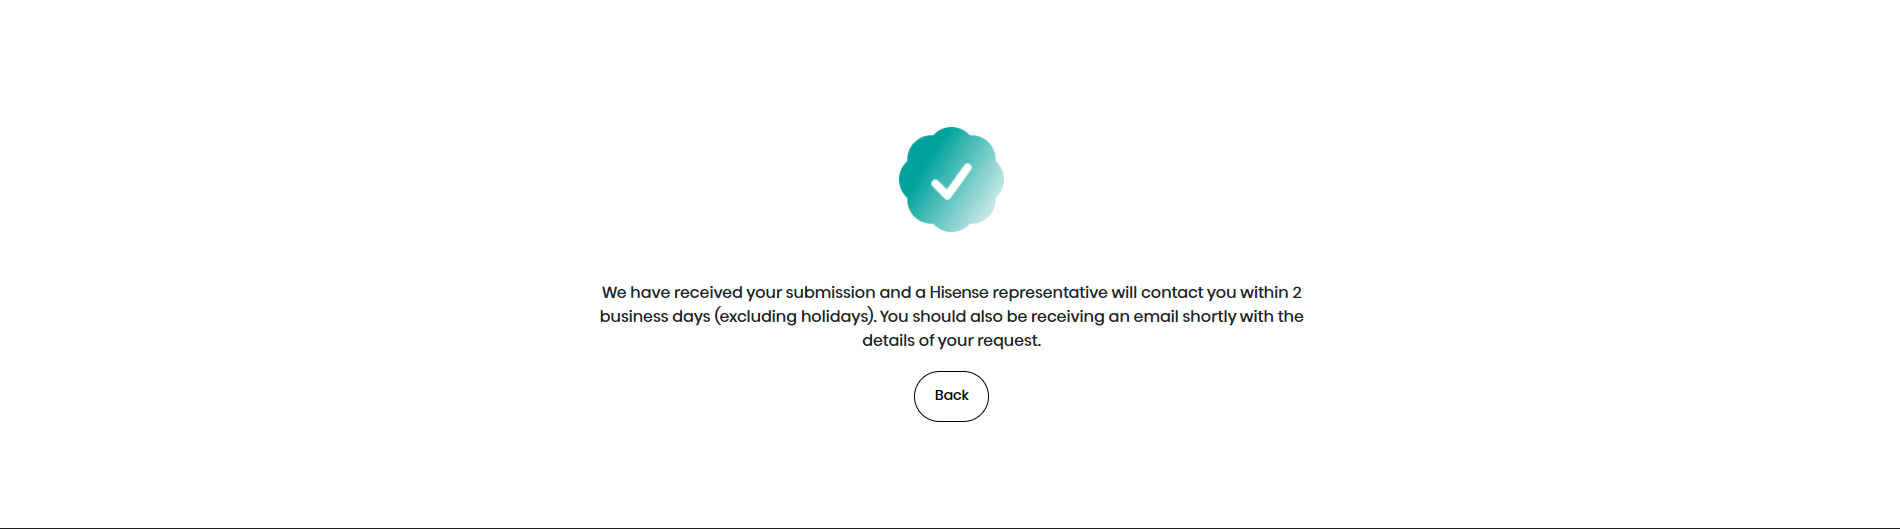 We have received your submission and a Hisense representative will contact you within 2
business days (excluding holidays). You should also be receiving an email shortly with the
details of your request.
Back